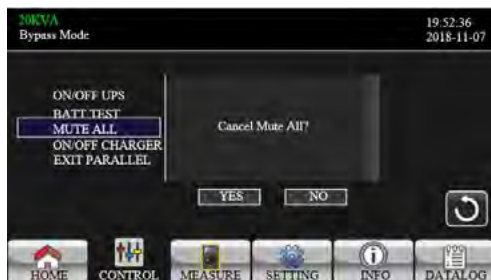 20KVA
Bypass Mode
19:52:36
2018-11-07
ON/OFF UPS
BATT TEST
MUTE ALL
ON/OFF CHARGER
EXIT PARALLEL
Cancel Mute All?
YES NO
HOME CONTROL MEASURE SETTING INFO DATALOG